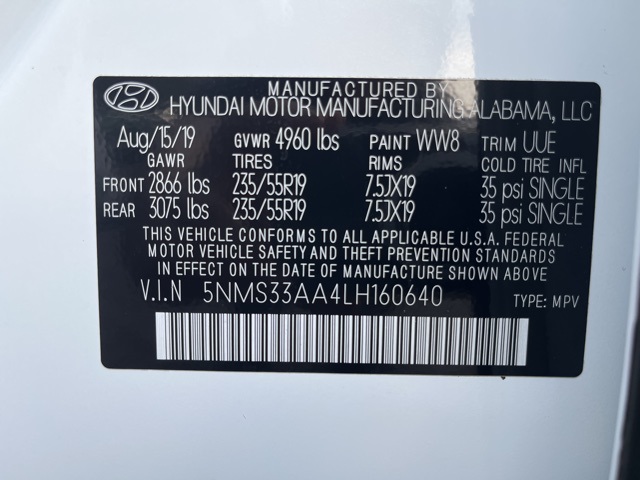 MANUFACTURED BY
HYUNDAI MOTOR MANUFACTURING ALABAMA, LLC
Aug/15/19 GVWR 4960 lbs PAINT WW8 TRIM UUE
GAWR TIRES RIMS COLD TIRE INFL
FRONT 2866 lbs 235/55R19 7.5JX19 35 psi SINGLE
REAR 3075 lbs 235/55R19 7.5JX19 35 psi SINGLE
THIS VEHICLE CONFORMS TO ALL APPLICABLE U.S.A. FEDERAL
MOTOR VEHICLE SAFETY AND THEFT PREVENTION STANDARDS
IN EFFECT ON THE DATE OF MANUFACTURE SHOWN ABOVE
V.I.N 5NMS33AA4LH160640 TYPE: MPV